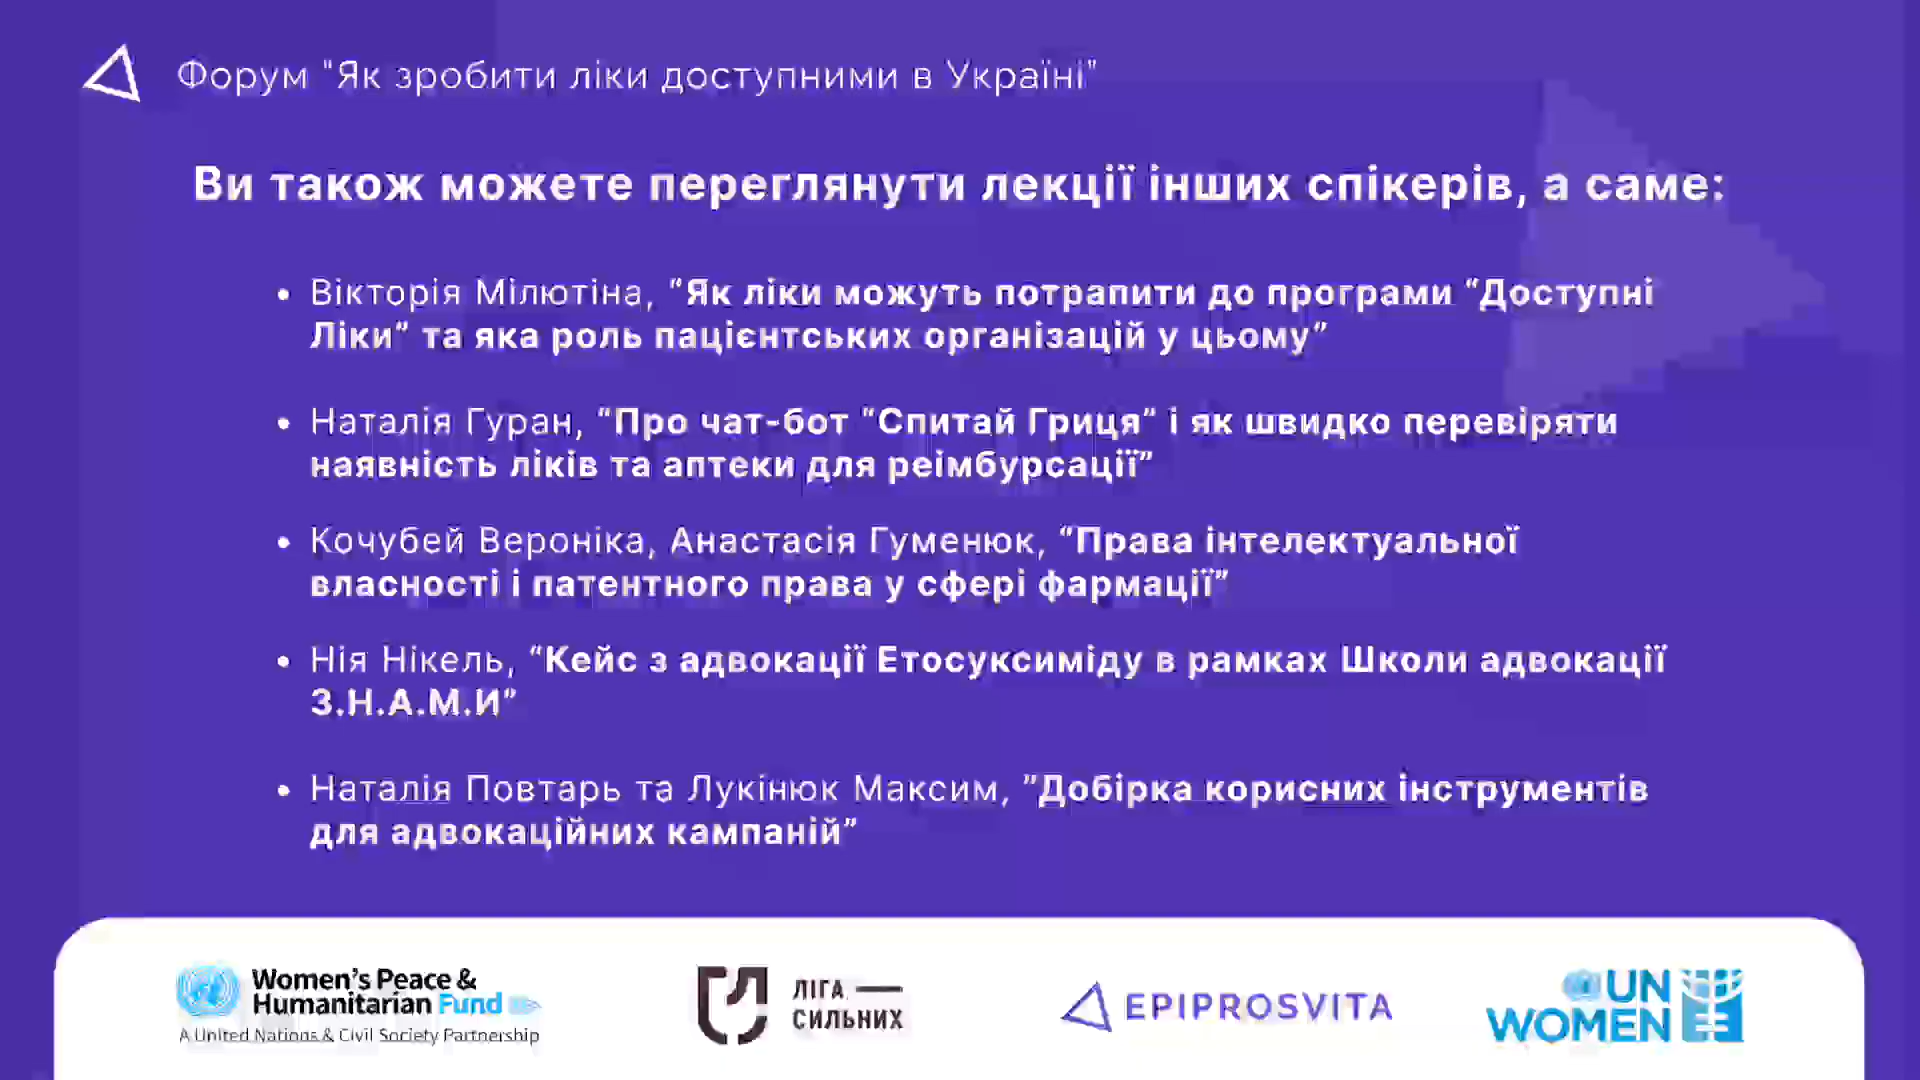 Форум "Як зробити ліки доступними в Україні"
Ви також можете переглянути лекції інших спікерів, а саме:
• Вікторія Мілютіна, “Як ліки можуть потрапити до програми “Доступні
Ліки” та яка роль пацієнтських організацій у цьому”
• Наталія Гуран, “Про чат-бот “Спитай Гриця” і як швидко перевіряти
наявність ліків та аптеки для реімбурсації”
• Кочубей Вероніка, Анастасія Гуменюк, “Права інтелектуальної
власності і патентного права у сфері фармації”
• Нія Нікель, “Кейс з адвокації Етосуксиміду в рамках Школи адвокації
З.Н.А.М.И”
• Наталія Повтарь та Лукінюк Максим, ”Добірка корисних інструментів
для адвокаційних кампаній”
Women’s Peace &
Humanitarian Fund
A United Nations & Civil Society Partnership
ЛІГА
СИЛЬНИХ
EPIPROSVITA
UN
WOMEN